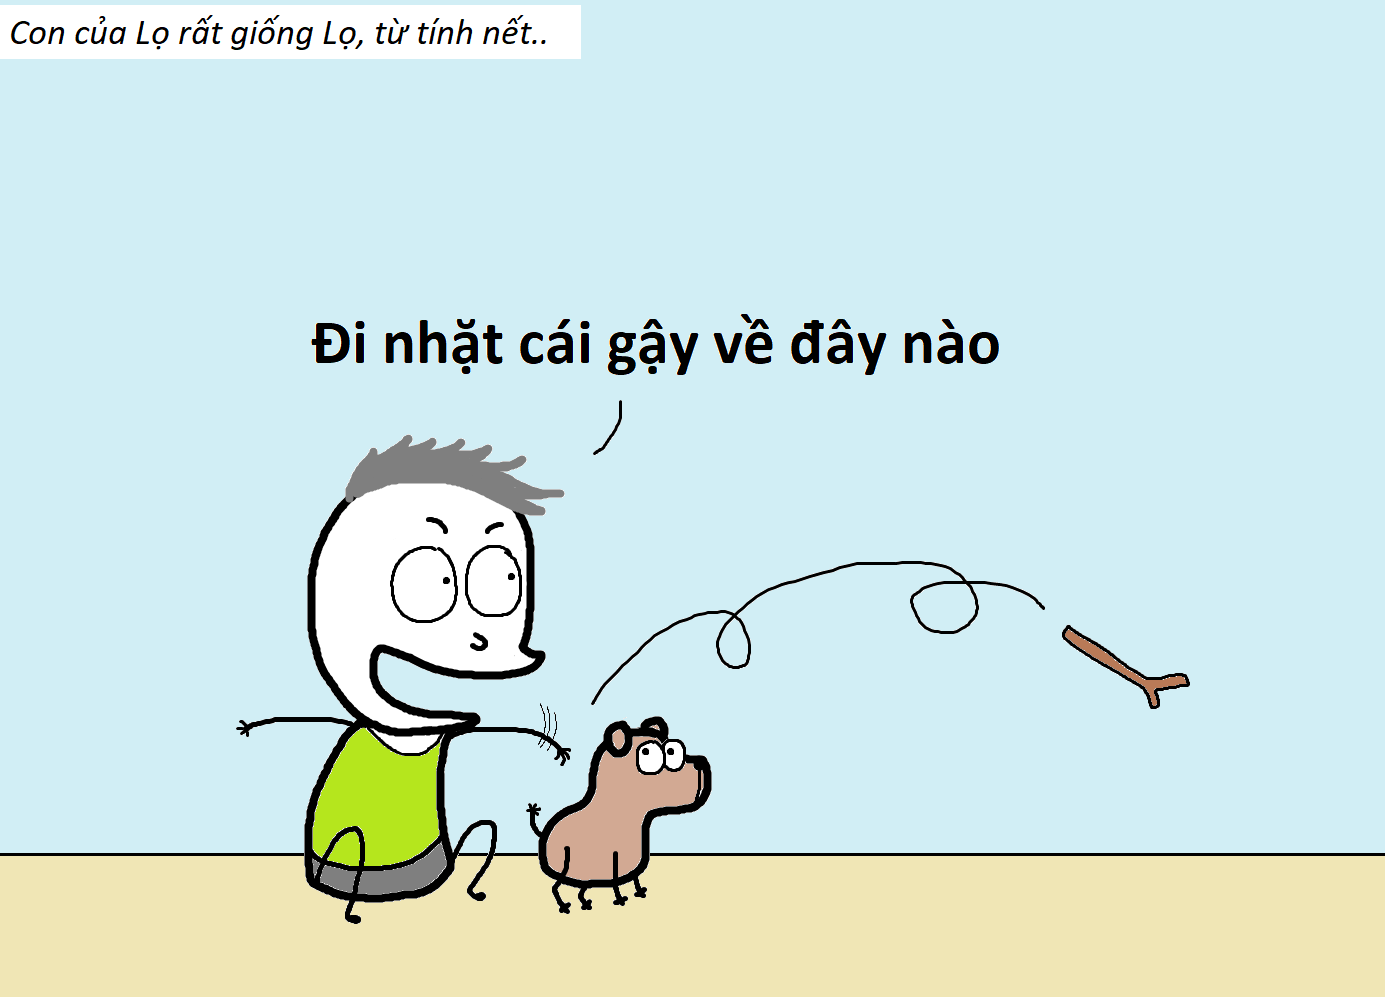 Con của Lọ rất giống Lọ, từ tính nết..
Đi nhặt cái gậy về đây nào